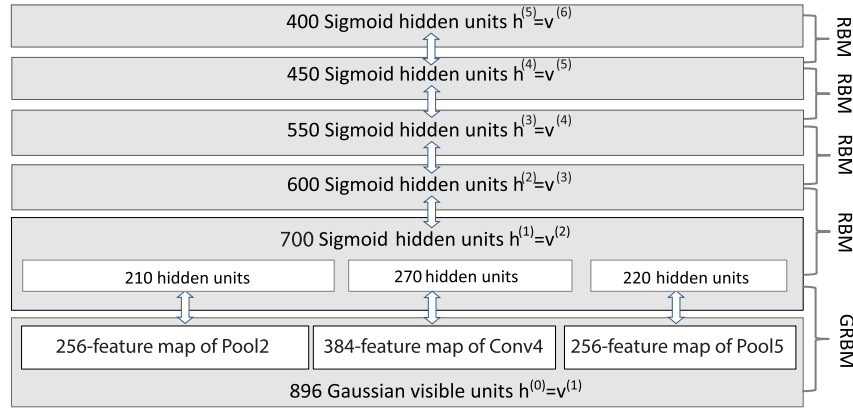 400 Sigmoid hidden units h(5)=v(6)
450 Sigmoid hidden units h(4)=v(5)
550 Sigmoid hidden units h(3)=v(4)
600 Sigmoid hidden units h(2)=v(3)
700 Sigmoid hidden units h(1)=v(2)
210 hidden units
270 hidden units
220 hidden units
256-feature map of Pool2
384-feature map of Conv4
256-feature map of Pool5
896 Gaussian visible units h(0)=v(1)
RBM
RBM
RBM
RBM
GRBM